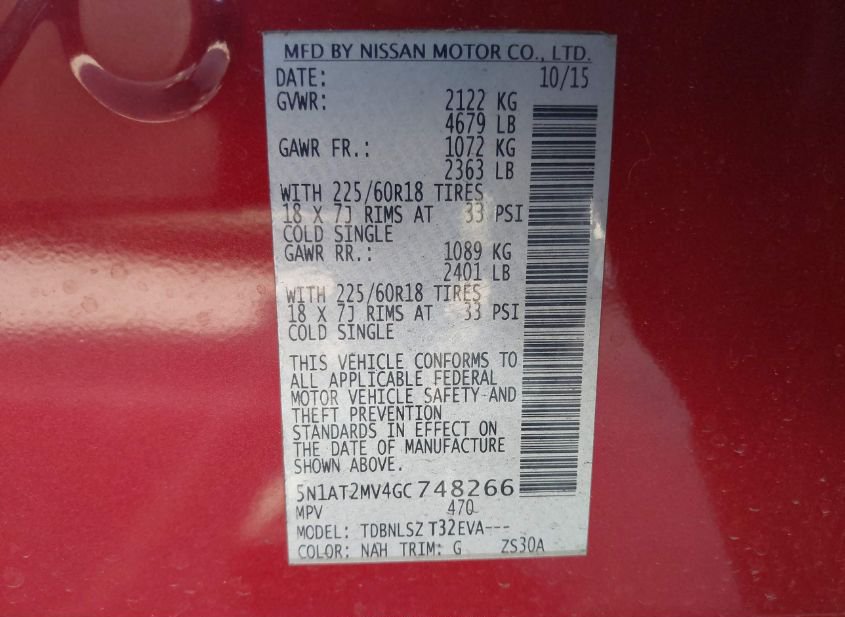 MFD BY NISSAN MOTOR CO., LTD.
DATE: 10/15
GVWR: 2122 KG
4679 LB
GAWR FR.: 1072 KG
2363 LB
WITH 225/60R18 TIRES
18 X 7J RIMS AT 33 PSI
COLD SINGLE
GAWR RR.: 1089 KG
2401 LB
WITH 225/60R18 TIRES
18 X 7J RIMS AT 33 PSI
COLD SINGLE
THIS VEHICLE CONFORMS TO
ALL APPLICABLE FEDERAL
MOTOR VEHICLE SAFETY AND
THEFT PREVENTION
STANDARDS IN EFFECT ON
THE DATE OF MANUFACTURE
SHOWN ABOVE.
5N1AT2MV4GC748266
MPV 470
MODEL: TDBNLSZ T32EVA---
COLOR: NAH TRIM: G ZS30A